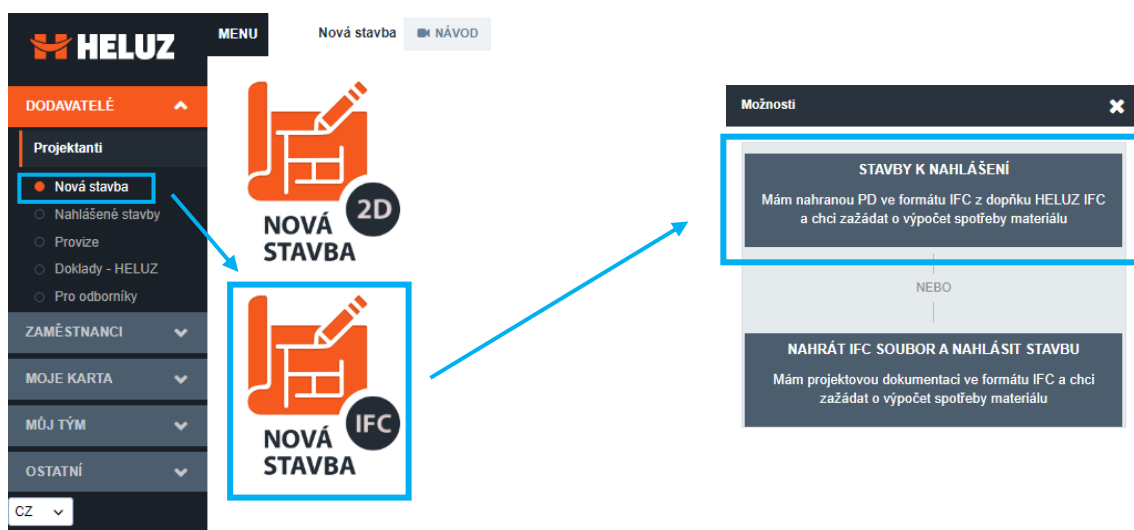 HELUZ
DODAVATELÉ
Projektanti
Nová stavba
Nahlášené stavby
Provize
Doklady - HELUZ
Pro odborníky
ZAMĚSTNANCI
MOJE KARTA
MŮJ TÝM
OSTATNÍ
CZ
MENU
Nová stavba
NÁVOD
2D
NOVÁ
STAVBA
IFC
NOVÁ
STAVBA
Možnosti
STAVBY K NAHLÁŠENÍ
Mám nahranou PD ve formátu IFC z dopňku HELUZ IFC
a chci zažádat o výpočet spotřeby materiálu
NEBO
NAHRÁT IFC SOUBOR A NAHLÁSIT STAVBU
Mám projektovou dokumentaci ve formátu IFC a chci
zažádat o výpočet spotřeby materiálu